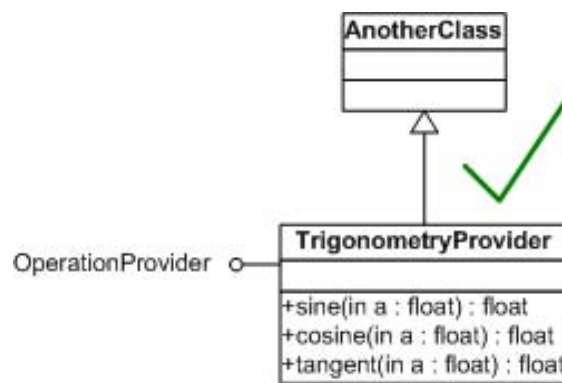 AnotherClass
TrigonometryProvider
OperationProvider
+sine(in a : float) : float
+cosine(in a : float) : float
+tangent(in a : float) : float